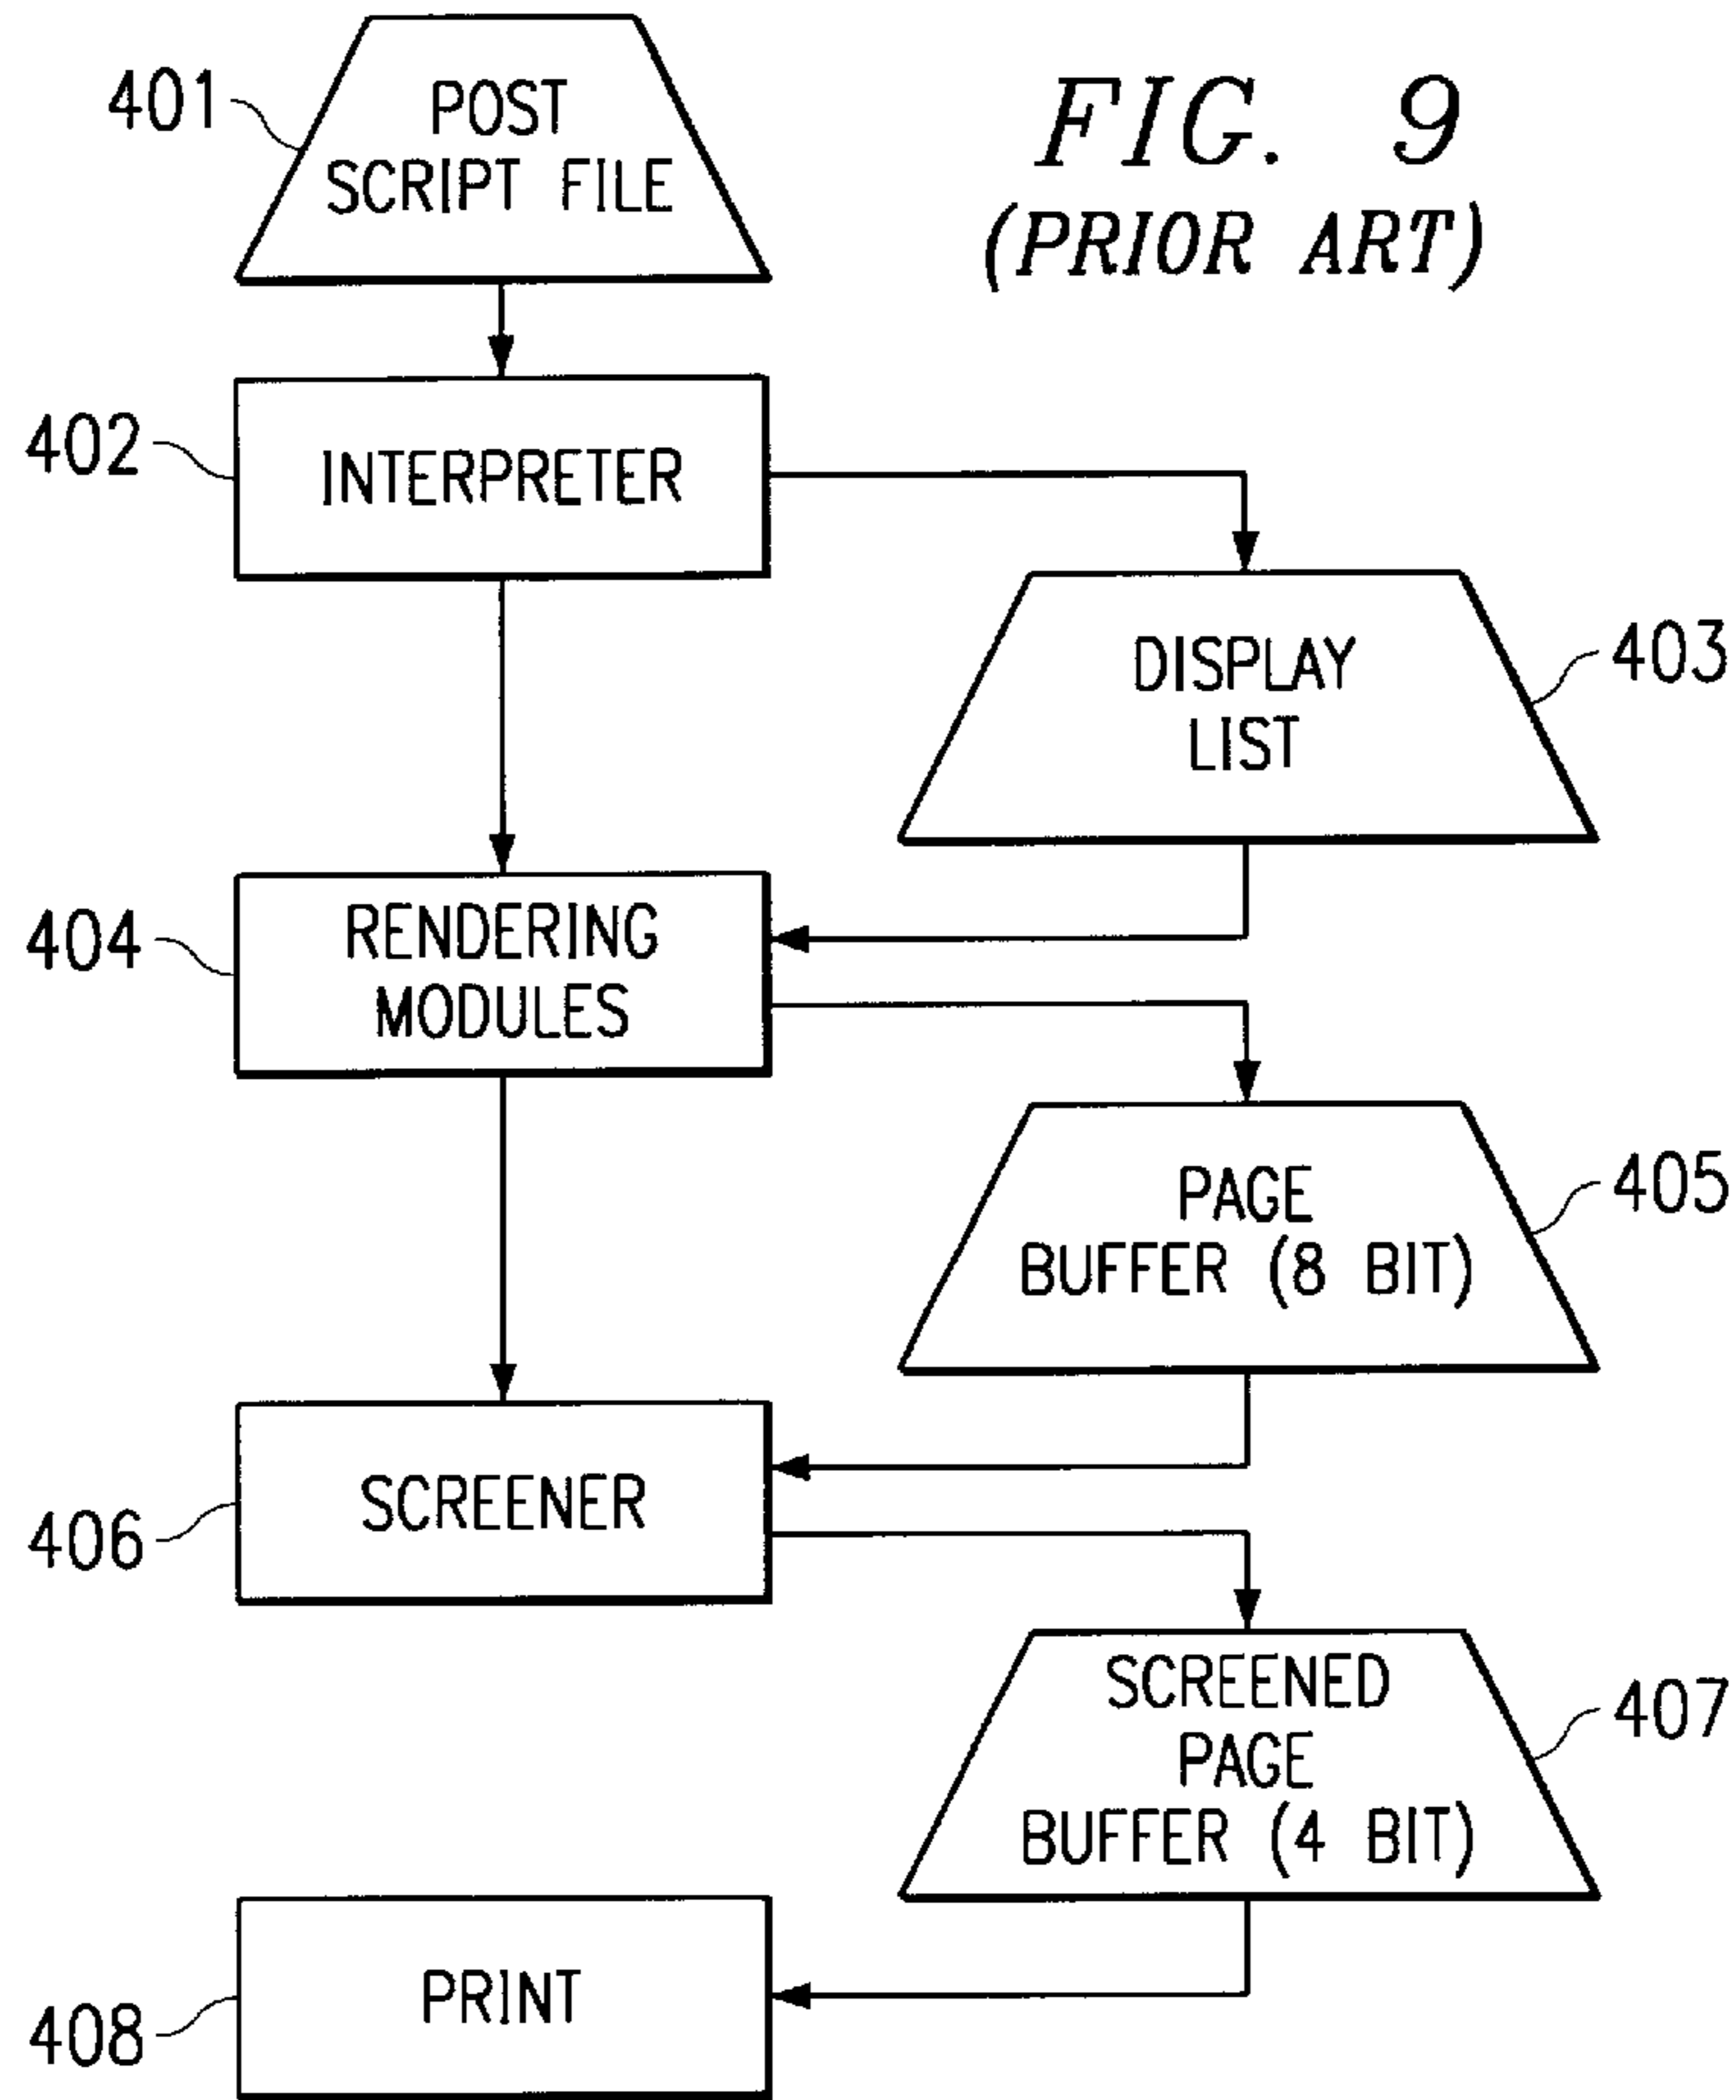 FIG. 9
(PRIOR ART)
401
POST
SCRIPT FILE
402
INTERPRETER
DISPLAY
LIST
403
404
RENDERING
MODULES
PAGE
BUFFER (8 BIT)
405
406
SCREENER
SCREENED
PAGE
BUFFER (4 BIT)
407
408
PRINT